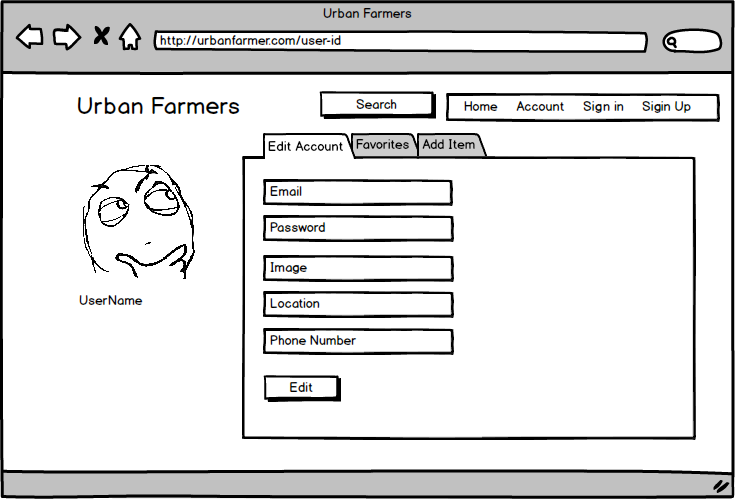 Urban Farmers
http://urbanfarmer.com/user-id
Urban Farmers
Search
Home Account Sign in Sigin Up
Edit Account Favorites Add Item
Email
Password
Image
Location
Phone Number
Edit
UserName